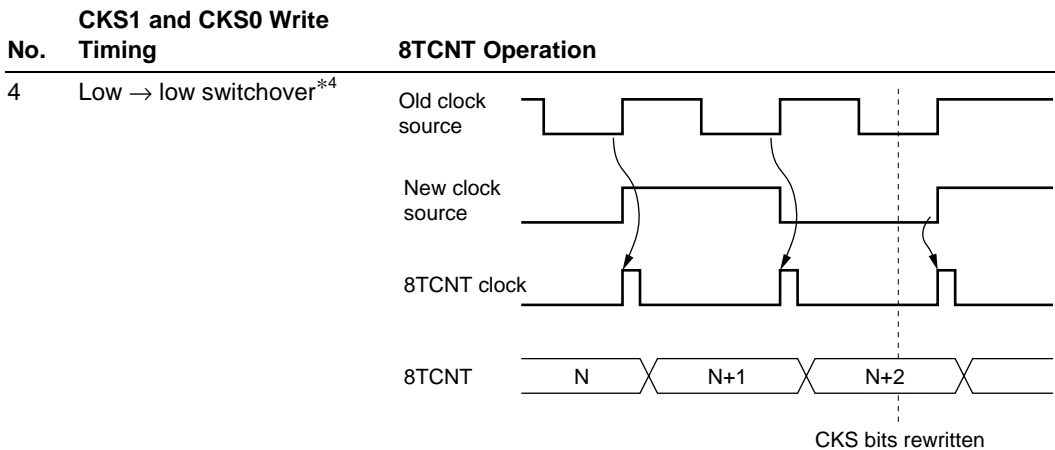 CKS1 and CKS0 Write
No. Timing 8TCNT Operation
4 Low → low switchover*4
Old clock
source
New clock
source
8TCNT clock
8TCNT N N+1 N+2
CKS bits rewritten